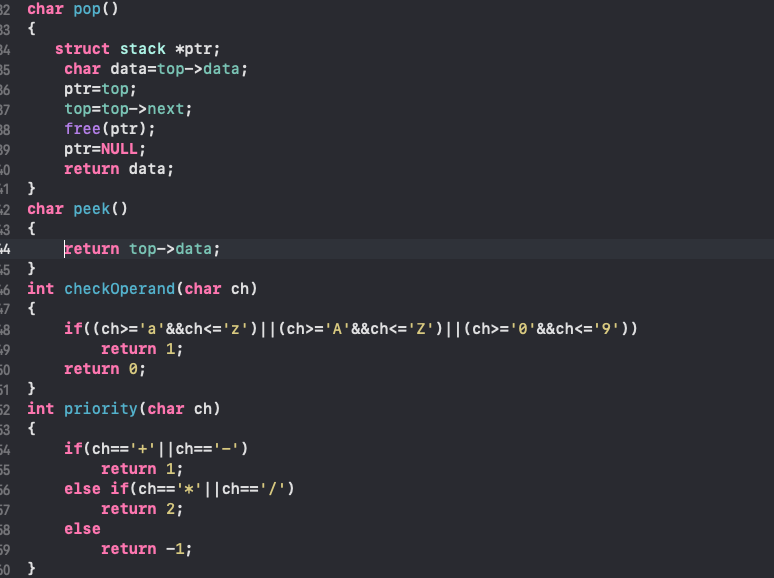 32 char pop()
33 {
34    struct stack *ptr;
35     char data=top->data;
36     ptr=top;
37     top=top->next;
38     free(ptr);
39     ptr=NULL;
40     return data;
41 }
42 char peek()
43 {
44     return top->data;
45 }
46 int checkOperand(char ch)
47 {
48     if((ch>='a'&&ch<='z')||(ch>='A'&&ch<='Z')||(ch>='0'&&ch<='9'))
49         return 1;
50     return 0;
51 }
52 int priority(char ch)
53 {
54     if(ch=='+'||ch=='-')
55         return 1;
56     else if(ch=='*'||ch=='/')
57         return 2;
58     else
59         return -1;
60 }